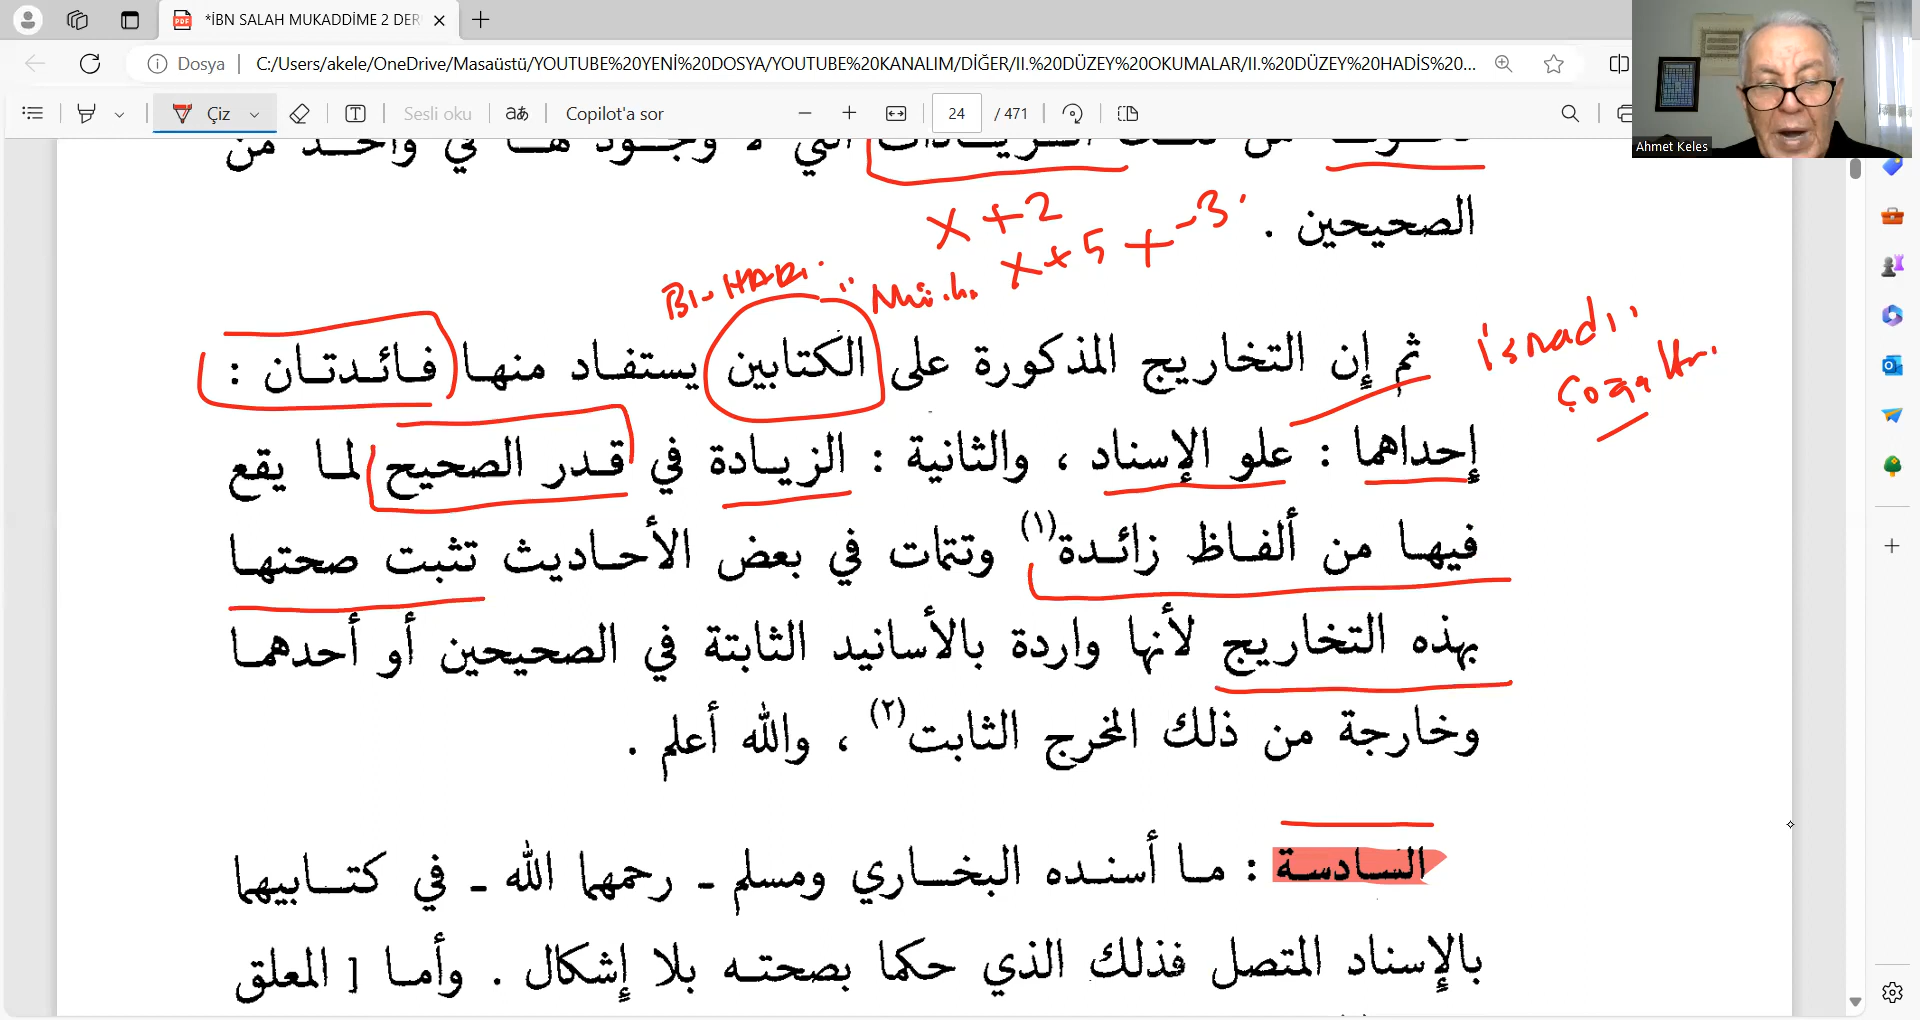 *İBN SALAH MUKADDİME 2 DER
Dosya
C:/Users/akele/OneDrive/Masaüstü/YOUTUBE%20YENİ%20DOSYA/YOUTUBE%20KANALIM/DİĞER/II.%20DÜZEY%20OKUMALAR/II.%20DÜZEY%20HADİS%20...
Çiz
Sesli oku
aあ
Copilot'a sor
24 / 471
Ahmet Keles
الصحيحين .
x + 2
x + 5 + -3
BUHARİ
isnadı
ثم إن التخاريج المذكورة على الكتابين يستفاد منها فائدتان :
إحداهما : علو الإسناد ، والثانية : الزيادة في قدر الصحيح لما يقع
فيها من ألفاظ زائدة(١) وتتمات في بعض الأحاديث تثبت صحتها
بهذه التخاريج لأنها واردة بالأسانيد الثابتة في الصحيحين أو أحدهما
وخارجة من ذلك المخرج الثابت(٢) ، والله أعلم .
السادسة : ما أسنده البخاري ومسلم ـ رحمهما الله ـ في كتابيهما
بالإسناد المتصل فذلك الذي حكما بصحته بلا إشكال . وأما [ المعلق